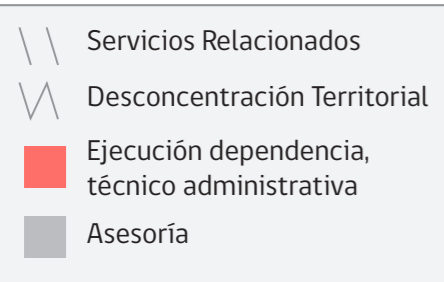 Servicios Relacionados
Desconcentración Territorial
Ejecución dependencia,
técnico administrativa
Asesoría